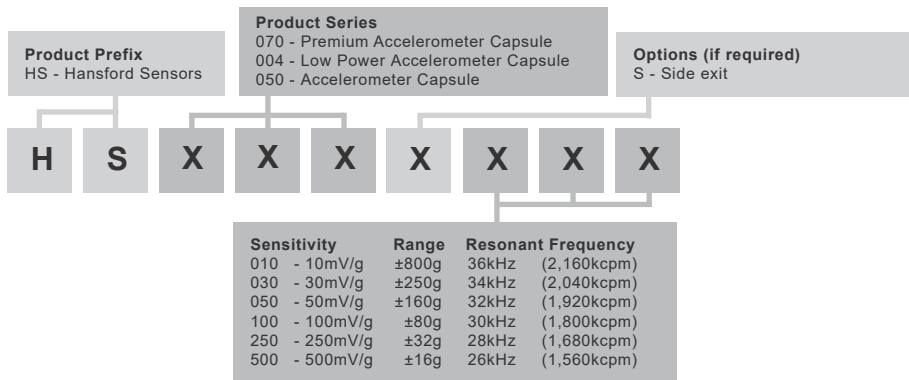 Product Series
070 - Premium Accelerometer Capsule
004 - Low Power Accelerometer Capsule
050 - Accelerometer Capsule
Product Prefix
HS - Hansford Sensors
Options (if required)
S - Side exit
H S X X X X X X X
Sensitivity Range Resonant Frequency
010 - 10mV/g ±800g 36kHz (2,160kcpm)
030 - 30mV/g ±250g 34kHz (2,040kcpm)
050 - 50mV/g ±160g 32kHz (1,920kcpm)
100 - 100mV/g ±80g 30kHz (1,800kcpm)
250 - 250mV/g ±32g 28kHz (1,680kcpm)
500 - 500mV/g ±16g 26kHz (1,560kcpm)